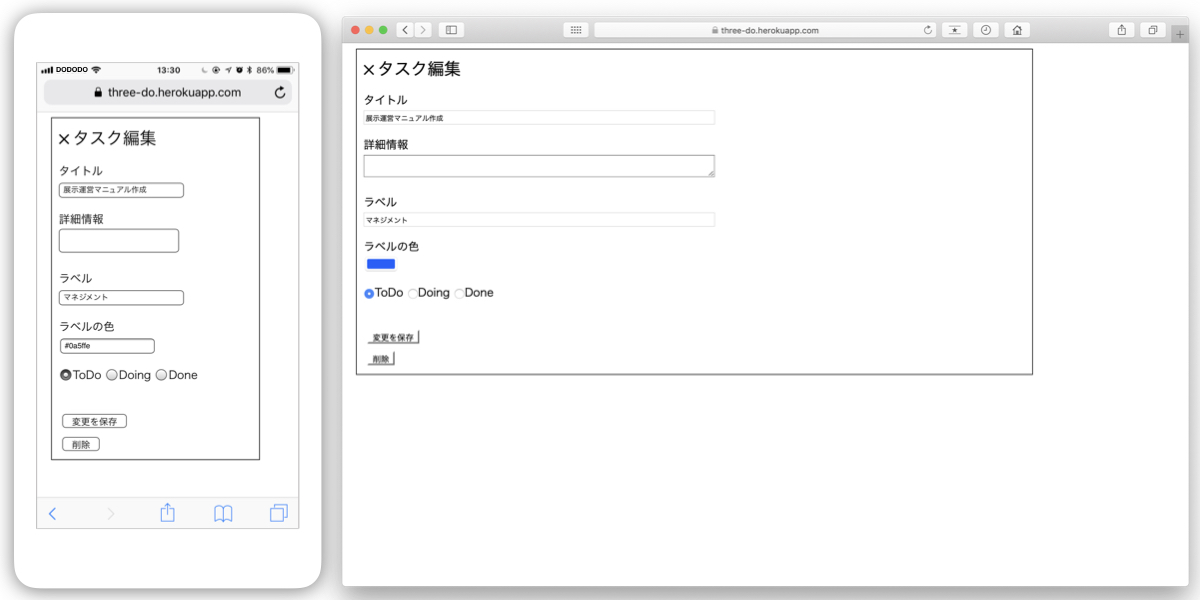 DODODO 13:30 86%
three-do.herokuapp.com
×タスク編集
タイトル
展示運営マニュアル作成
詳細情報
ラベル
マネジメント
ラベルの色
#0a5ffe
ToDo Doing Done
変更を保存
削除
three-do.herokuapp.com
×タスク編集
タイトル
展示運営マニュアル作成
詳細情報
ラベル
マネジメント
ラベルの色
ToDo Doing Done
変更を保存
削除